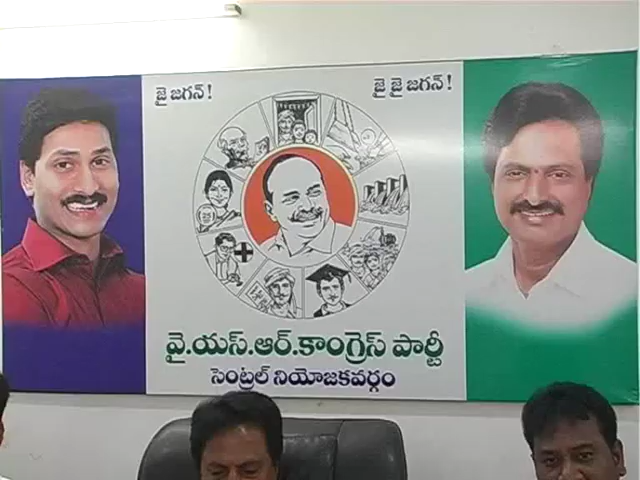 జై జగన్ !
జై జై జగన్ !
వై.యస్.ఆర్.కాంగ్రెస్ పార్టీ
సెంట్రల్ నియోజకవర్గం